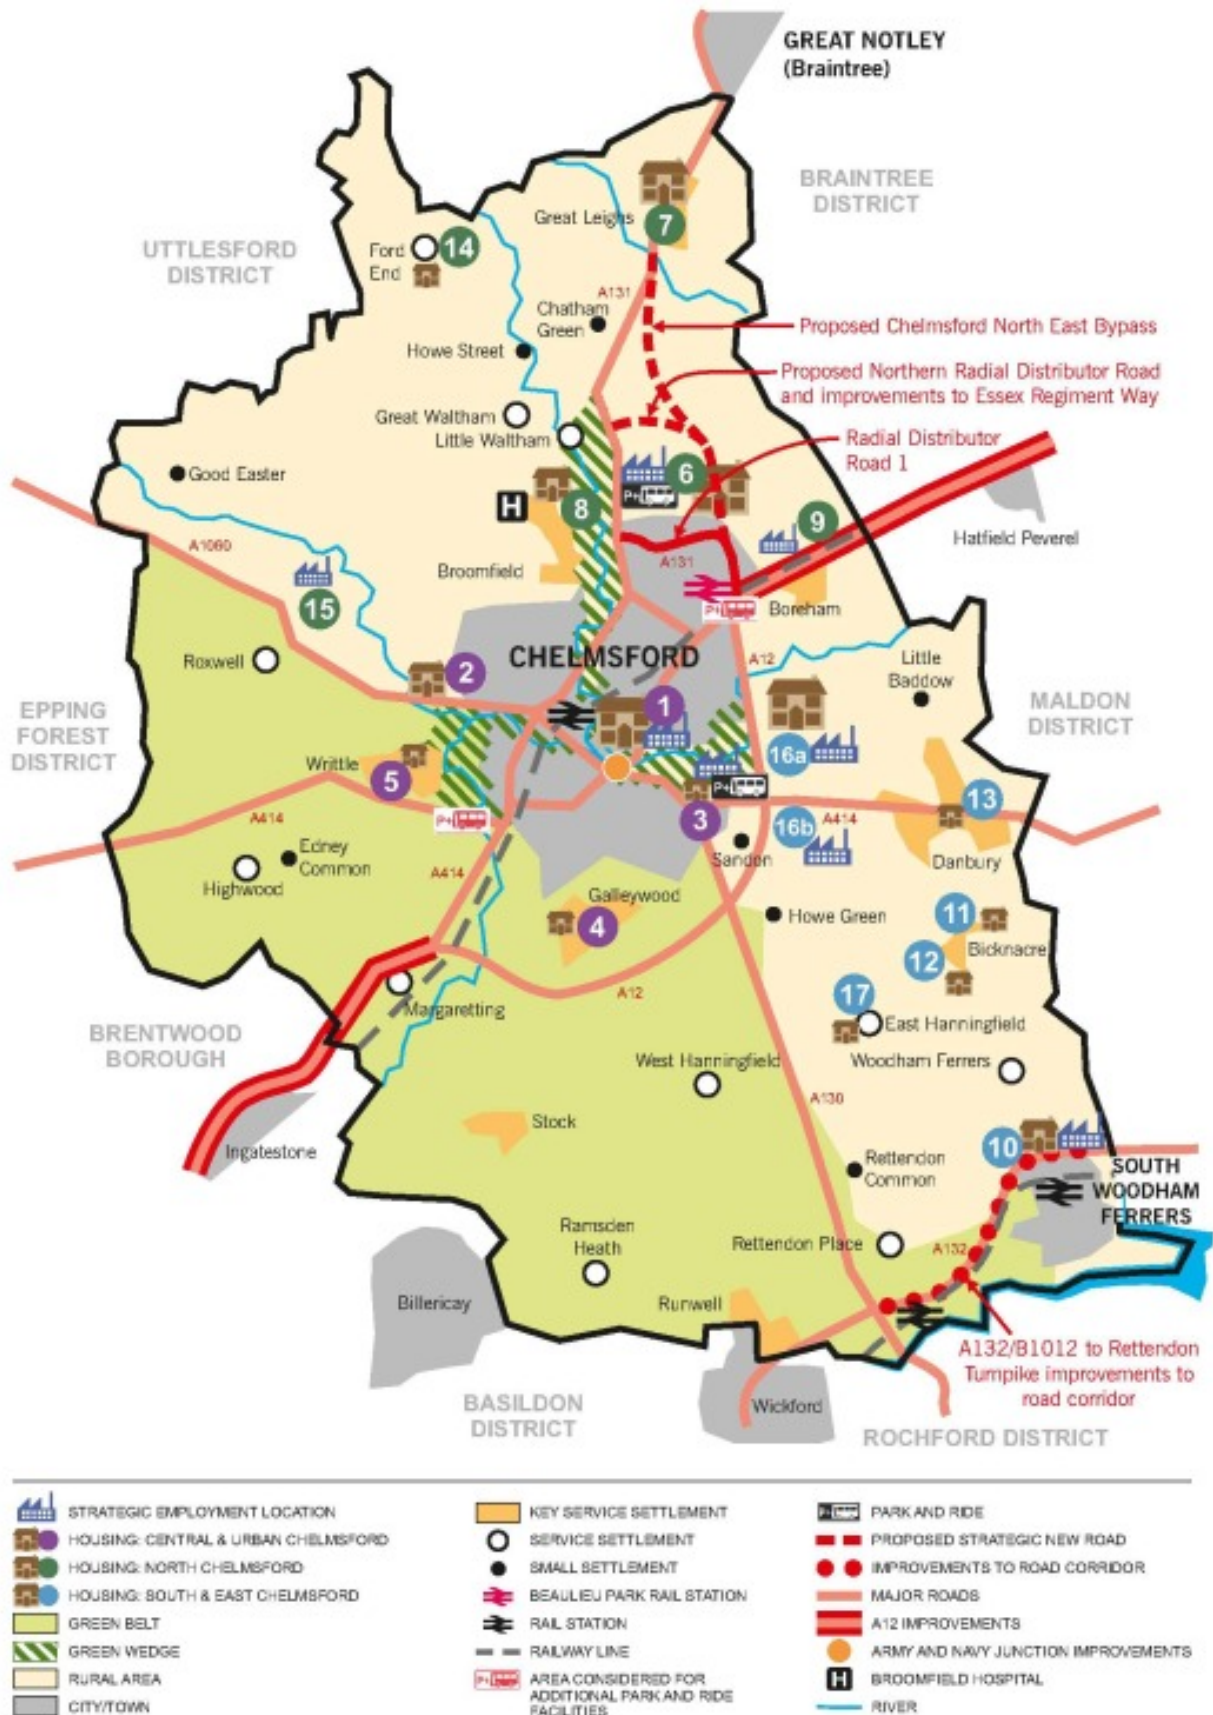 GREAT NOTLEY
(Braintree)
BRAINTREE
DISTRICT
UTTLESFORD
DISTRICT
Great Leighs
7
Ford
End
14
A131
Chatham
Green
Howe Street
Proposed Chelmsford North East Bypass
Proposed Northern Radial Distributor Road
and improvements to Essex Regiment Way
Great Waltham
Little Waltham
Radial Distributor
Road 1
Good Easter
6
P+
H
8
9
Hatfield Peverel
A1060
A131
Broomfield
15
P+
Boreham
CHELMSFORD
Roxwell
A12
Little
Baddow
2
EPPING
FOREST
DISTRICT
MALDON
DISTRICT
1
16a
Writtle
5
P+
13
3
A414
P+
16b
A414
Sandon
Danbury
Edney
Common
A414
Highwood
Galleywood
4
Howe Green
11
Bicknacre
12
17
A12
Margaretting
East Hanningfield
BRENTWOOD
BOROUGH
West Hanningfield
Woodham Ferrers
A130
Stock
Ingatestone
10
Rettendon
Common
SOUTH
WOODHAM
FERRERS
Ramsden
Heath
Rettendon Place
A132
Billericay
Runwell
A132/B1012 to Rettendon
Turnpike improvements to
road corridor
BASILDON
DISTRICT
Wickford
ROCHFORD DISTRICT
STRATEGIC EMPLOYMENT LOCATION
HOUSING: CENTRAL & URBAN CHELMSFORD
HOUSING: NORTH CHELMSFORD
HOUSING: SOUTH & EAST CHELMSFORD
GREEN BELT
GREEN WEDGE
RURAL AREA
CITY/TOWN
KEY SERVICE SETTLEMENT
SERVICE SETTLEMENT
SMALL SETTLEMENT
BEAULIEU PARK RAIL STATION
RAIL STATION
RAILWAY LINE
P+
AREA CONSIDERED FOR
ADDITIONAL PARK AND RIDE
FACILITIES
P+
PARK AND RIDE
PROPOSED STRATEGIC NEW ROAD
IMPROVEMENTS TO ROAD CORRIDOR
MAJOR ROADS
A12 IMPROVEMENTS
ARMY AND NAVY JUNCTION IMPROVEMENTS
H
BROOMFIELD HOSPITAL
RIVER